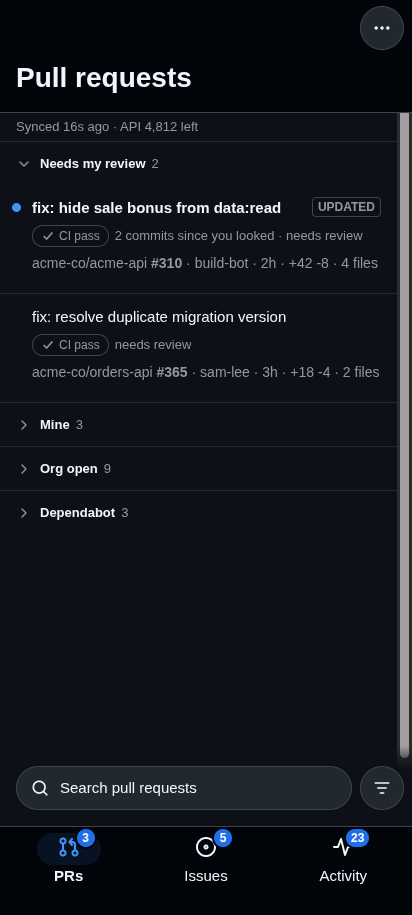 Pull requests
Synced 16s ago · API 4,812 left
Needs my review 2
fix: hide sale bonus from data:read UPDATED
CI pass 2 commits since you looked · needs review
acme-co/acme-api #310 · build-bot · 2h · +42 -8 · 4 files
fix: resolve duplicate migration version
CI pass needs review
acme-co/orders-api #365 · sam-lee · 3h · +18 -4 · 2 files
Mine 3
Org open 9
Dependabot 3
Search pull requests
3 5 23
PRs Issues Activity